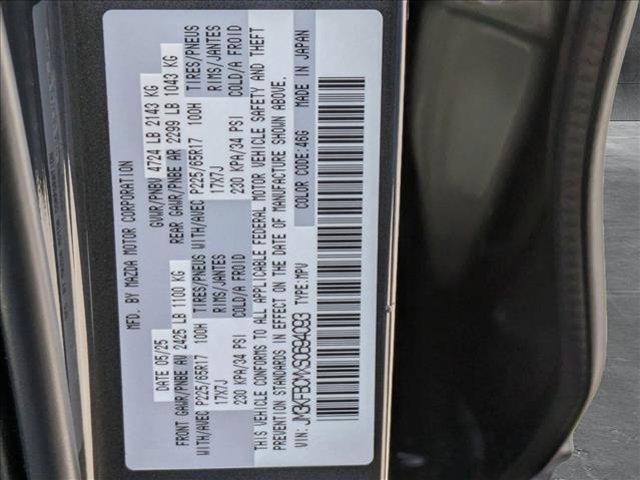 MFD. BY MAZDA MOTOR CORPORATION
DATE 05/25 GVWR/PNBV 4724 LB 2143 KG
FRONT GAWR/PNBE AV 2425 LB 1100 KG REAR GAWR/PNBE AR 2299 LB 1043 KG
WITH/AVEC P225/65R17 100H TIRES/PNEUS WITH/AVEC P225/65R17 100H TIRES/PNEUS
17X7J RIMS/JANTES 17X7J RIMS/JANTES
230 KPA/34 PSI COLD/A FROID 230 KPA/34 PSI COLD/A FROID
THIS VEHICLE CONFORMS TO ALL APPLICABLE FEDERAL MOTOR VEHICLE SAFETY AND THEFT
PREVENTION STANDARDS IN EFFECT ON THE DATE OF MANUFACTURE SHOWN ABOVE.
VIN: JM3KFBCMXS0694093 TYPE:MPV COLOR CODE:46G MADE IN JAPAN